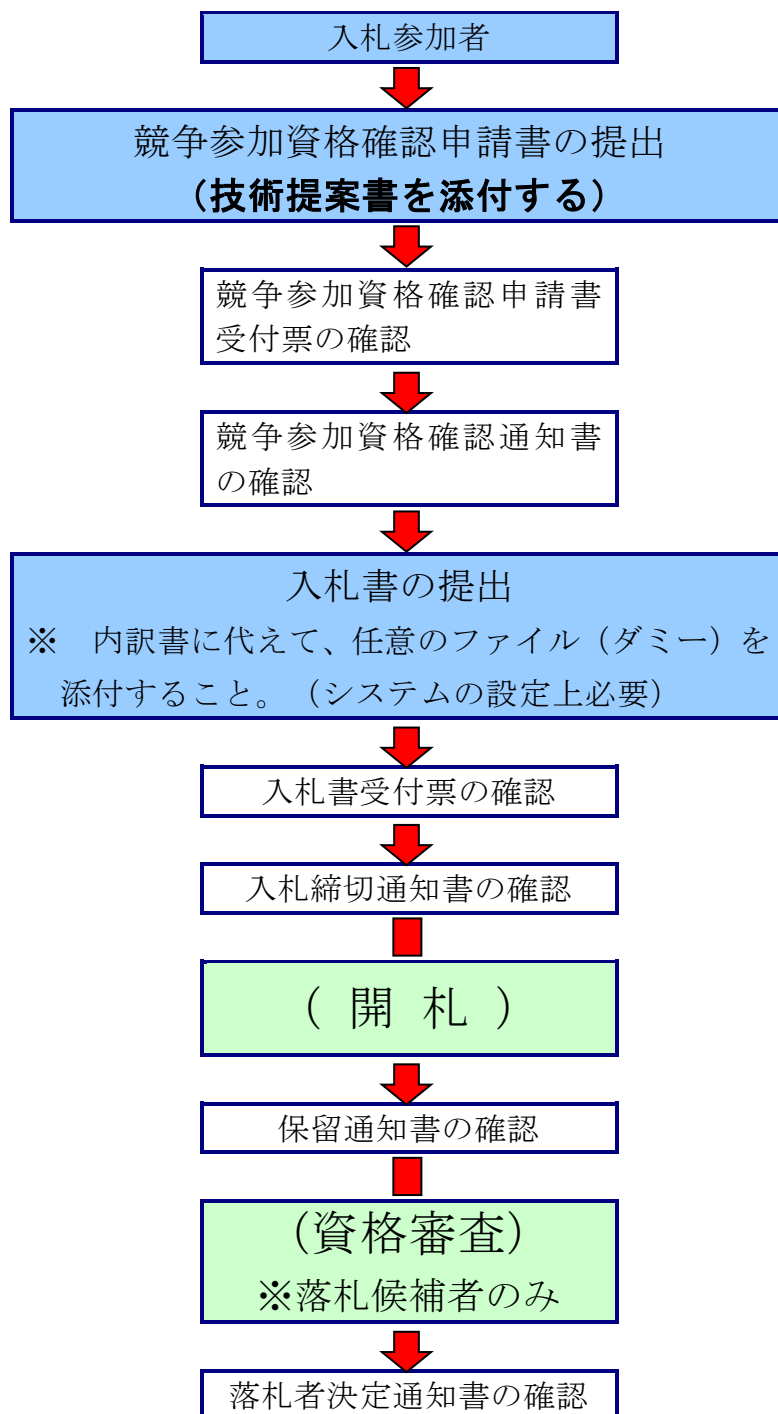 入札参加者
競争参加資格確認申請書の提出
（技術提案書を添付する）
競争参加資格確認申請書
受付票の確認
競争参加資格確認通知書
の確認
入札書の提出
※　内訳書に代えて、任意のファイル（ダミー）を
添付すること。（システムの設定上必要）
入札書受付票の確認
入札締切通知書の確認
（ 開 札 ）
保留通知書の確認
（資格審査）
※落札候補者のみ
落札者決定通知書の確認